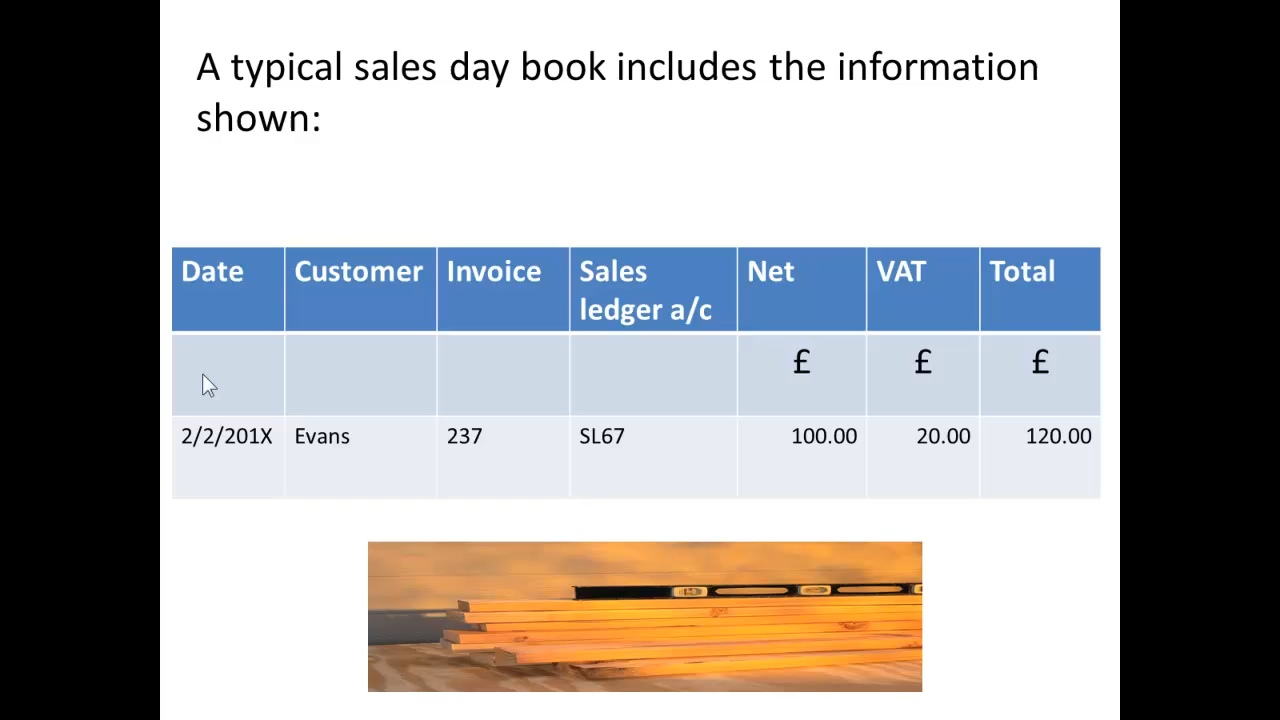 A typical sales day book includes the information
shown:
Date Customer Invoice Sales ledger a/c Net VAT Total
£ £ £
2/2/201X Evans 237 SL67 100.00 20.00 120.00